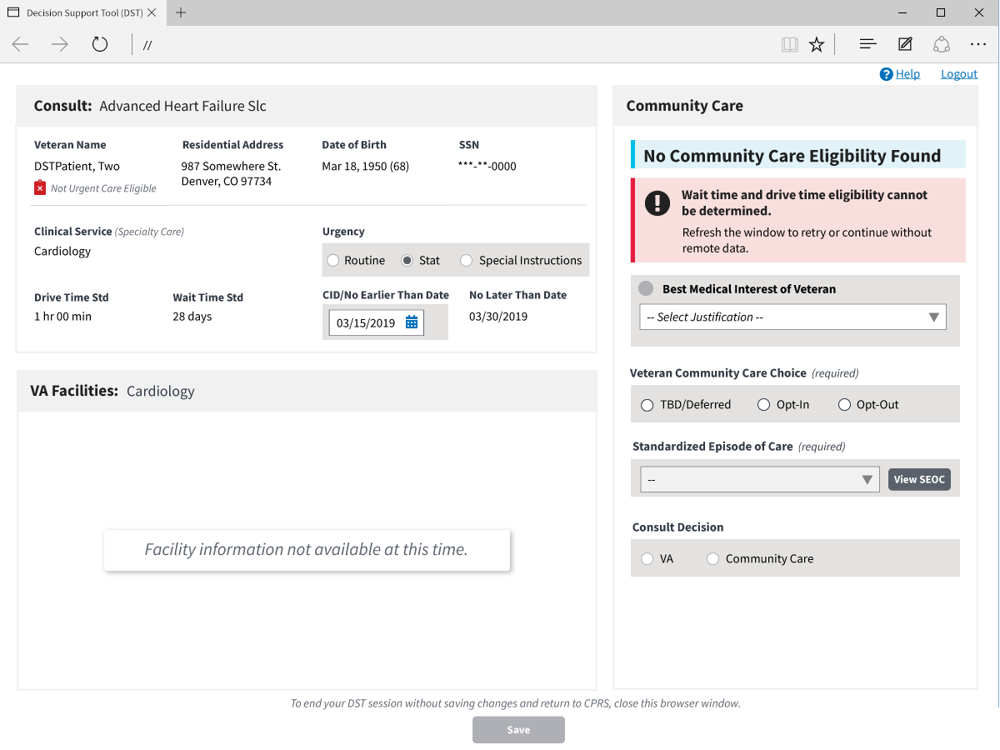 Decision Support Tool (DST)
//
Help
Logout
Consult: Advanced Heart Failure Slc
Veteran Name
Residential Address
Date of Birth
SSN
DSTPatient, Two
987 Somewhere St.
Denver, CO 97734
Mar 18, 1950 (68)
***-**-0000
Not Urgent Care Eligible
Clinical Service (Specialty Care)
Cardiology
Urgency
Routine
Stat
Special Instructions
Drive Time Std
1 hr 00 min
Wait Time Std
28 days
CID/No Earlier Than Date
03/15/2019
No Later Than Date
03/30/2019
VA Facilities: Cardiology
Facility information not available at this time.
Community Care
No Community Care Eligibility Found
Wait time and drive time eligibility cannot
be determined.
Refresh the window to retry or continue without
remote data.
Best Medical Interest of Veteran
-- Select Justification --
Veteran Community Care Choice (required)
TBD/Deferred
Opt-In
Opt-Out
Standardized Episode of Care (required)
--
View SEOC
Consult Decision
VA
Community Care
To end your DST session without saving changes and return to CPRS, close this browser window.
Save